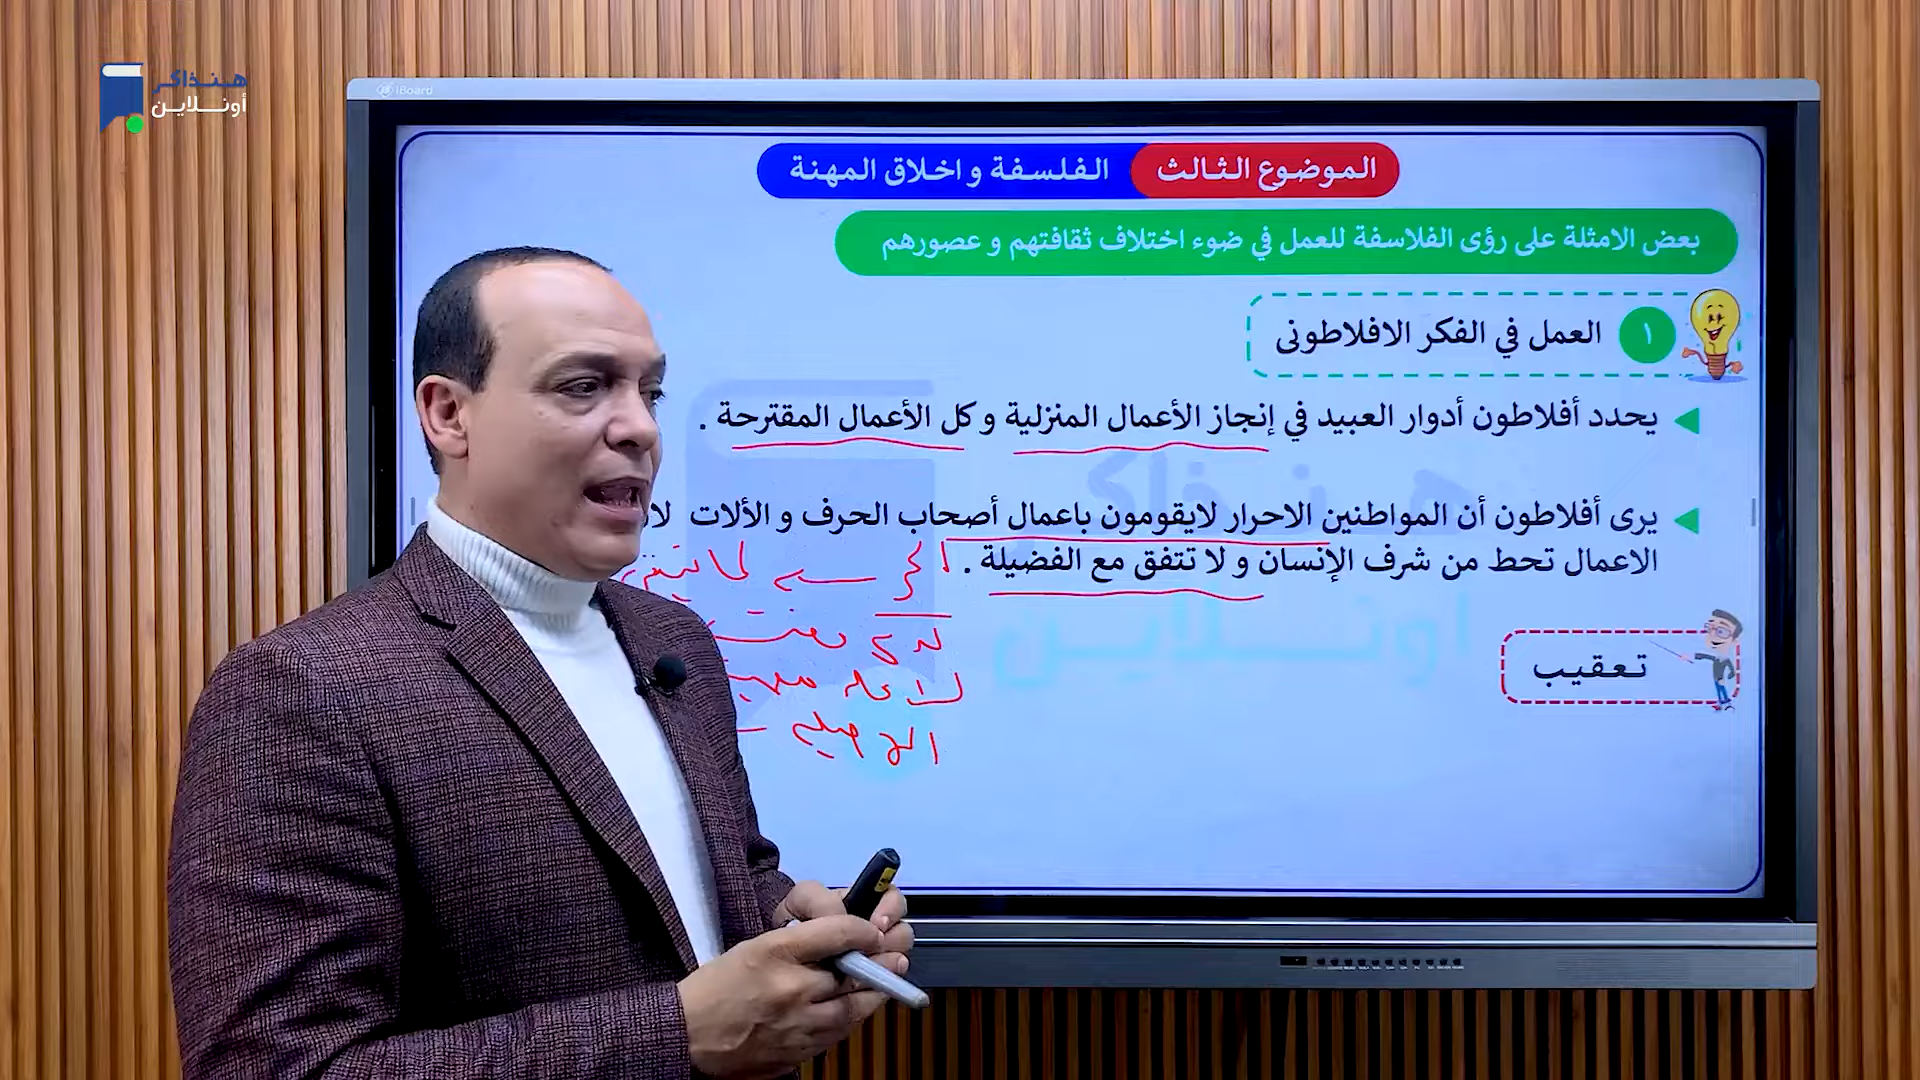 هنذاكر
أونلاين
iBoard
الموضوع الثالث
الفلسفة و اخلاق المهنة
بعض الامثلة على رؤى الفلاسفة للعمل في ضوء اختلاف ثقافتهم و عصورهم
١ العمل في الفكر الافلاطونى
يحدد أفلاطون أدوار العبيد في إنجاز الأعمال المنزلية و كل الأعمال المقترحة .
يرى أفلاطون أن المواطنين الاحرار لايقومون باعمال أصحاب الحرف و الألات
الاعمال تحط من شرف الإنسان و لا تتفق مع الفضيلة .
هنذاكر
أونلاين
تعقيب